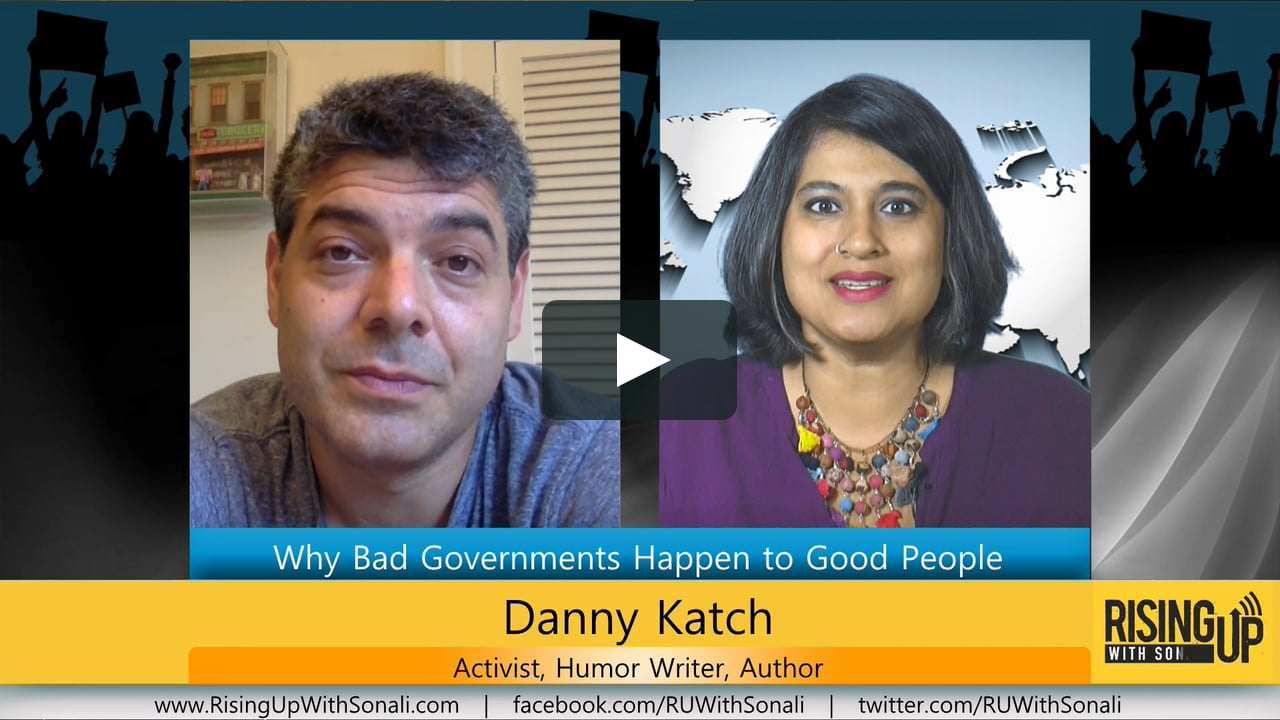 GROCERY
Why Bad Governments Happen to Good People
Danny Katch
Activist, Humor Writer, Author
RISING UP
WITH SON
www.RisingUpWithSonali.com | facebook.com/RUWithSonali | twitter.com/RUWithSonali